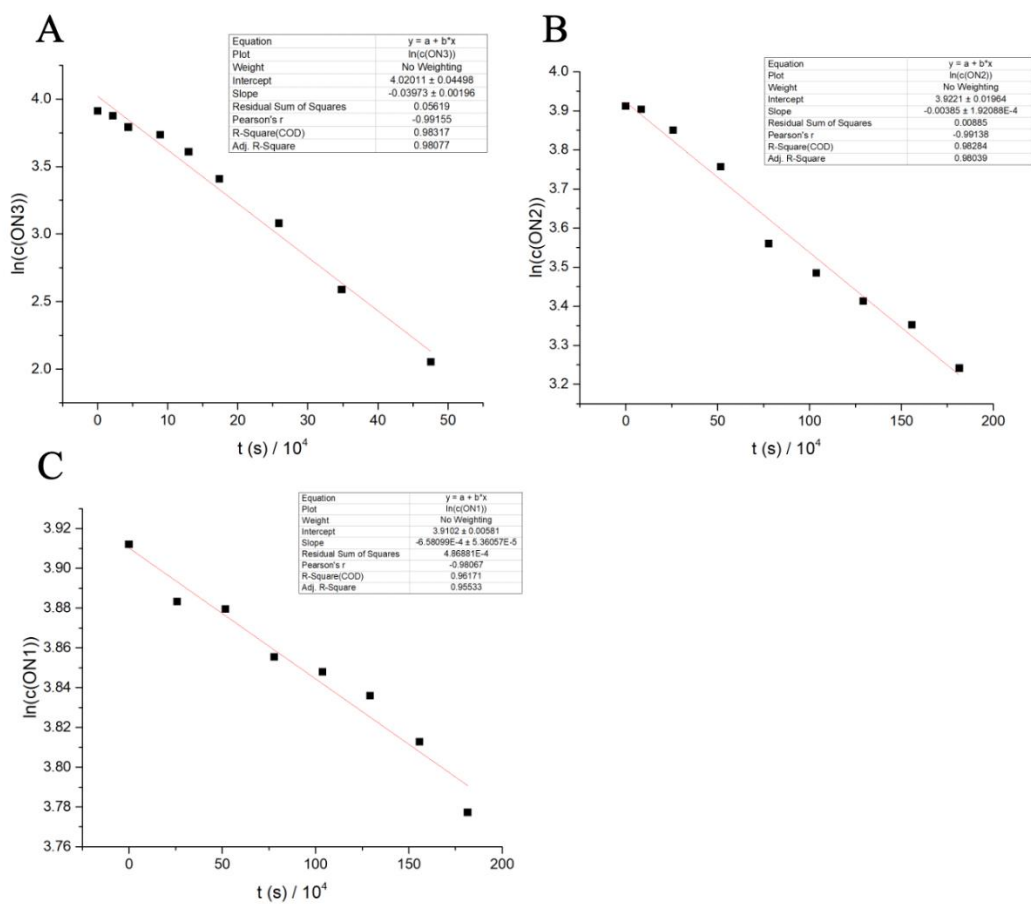 A
Equation y = a + b*x
Plot ln(c(ON3))
Weight No Weighting
Intercept 4.02011 ± 0.04498
Slope -0.03973 ± 0.00196
Residual Sum of Squares 0.05619
Pearson's r -0.99155
R-Square(COD) 0.98317
Adj. R-Square 0.98077
4.0
3.5
3.0
2.5
2.0
ln(c(ON3))
0 10 20 30 40 50
t (s) / 10⁴
B
Equation y = a + b*x
Plot ln(c(ON2))
Weight No Weighting
Intercept 3.9221 ± 0.01964
Slope -0.00385 ± 1.92088E-4
Residual Sum of Squares 0.00885
Pearson's r -0.99138
R-Square(COD) 0.98284
Adj. R-Square 0.98039
4.0
3.9
3.8
3.7
3.6
3.5
3.4
3.3
3.2
ln(c(ON2))
0 50 100 150 200
t (s) / 10⁴
C
Equation y = a + b*x
Plot ln(c(ON1))
Weight No Weighting
Intercept 3.9102 ± 0.00581
Slope -6.58099E-4 ± 5.36057E-5
Residual Sum of Squares 4.86881E-4
Pearson's r -0.98067
R-Square(COD) 0.96171
Adj. R-Square 0.95533
3.92
3.90
3.88
3.86
3.84
3.82
3.80
3.78
3.76
ln(c(ON1))
0 50 100 150 200
t (s) / 10⁴